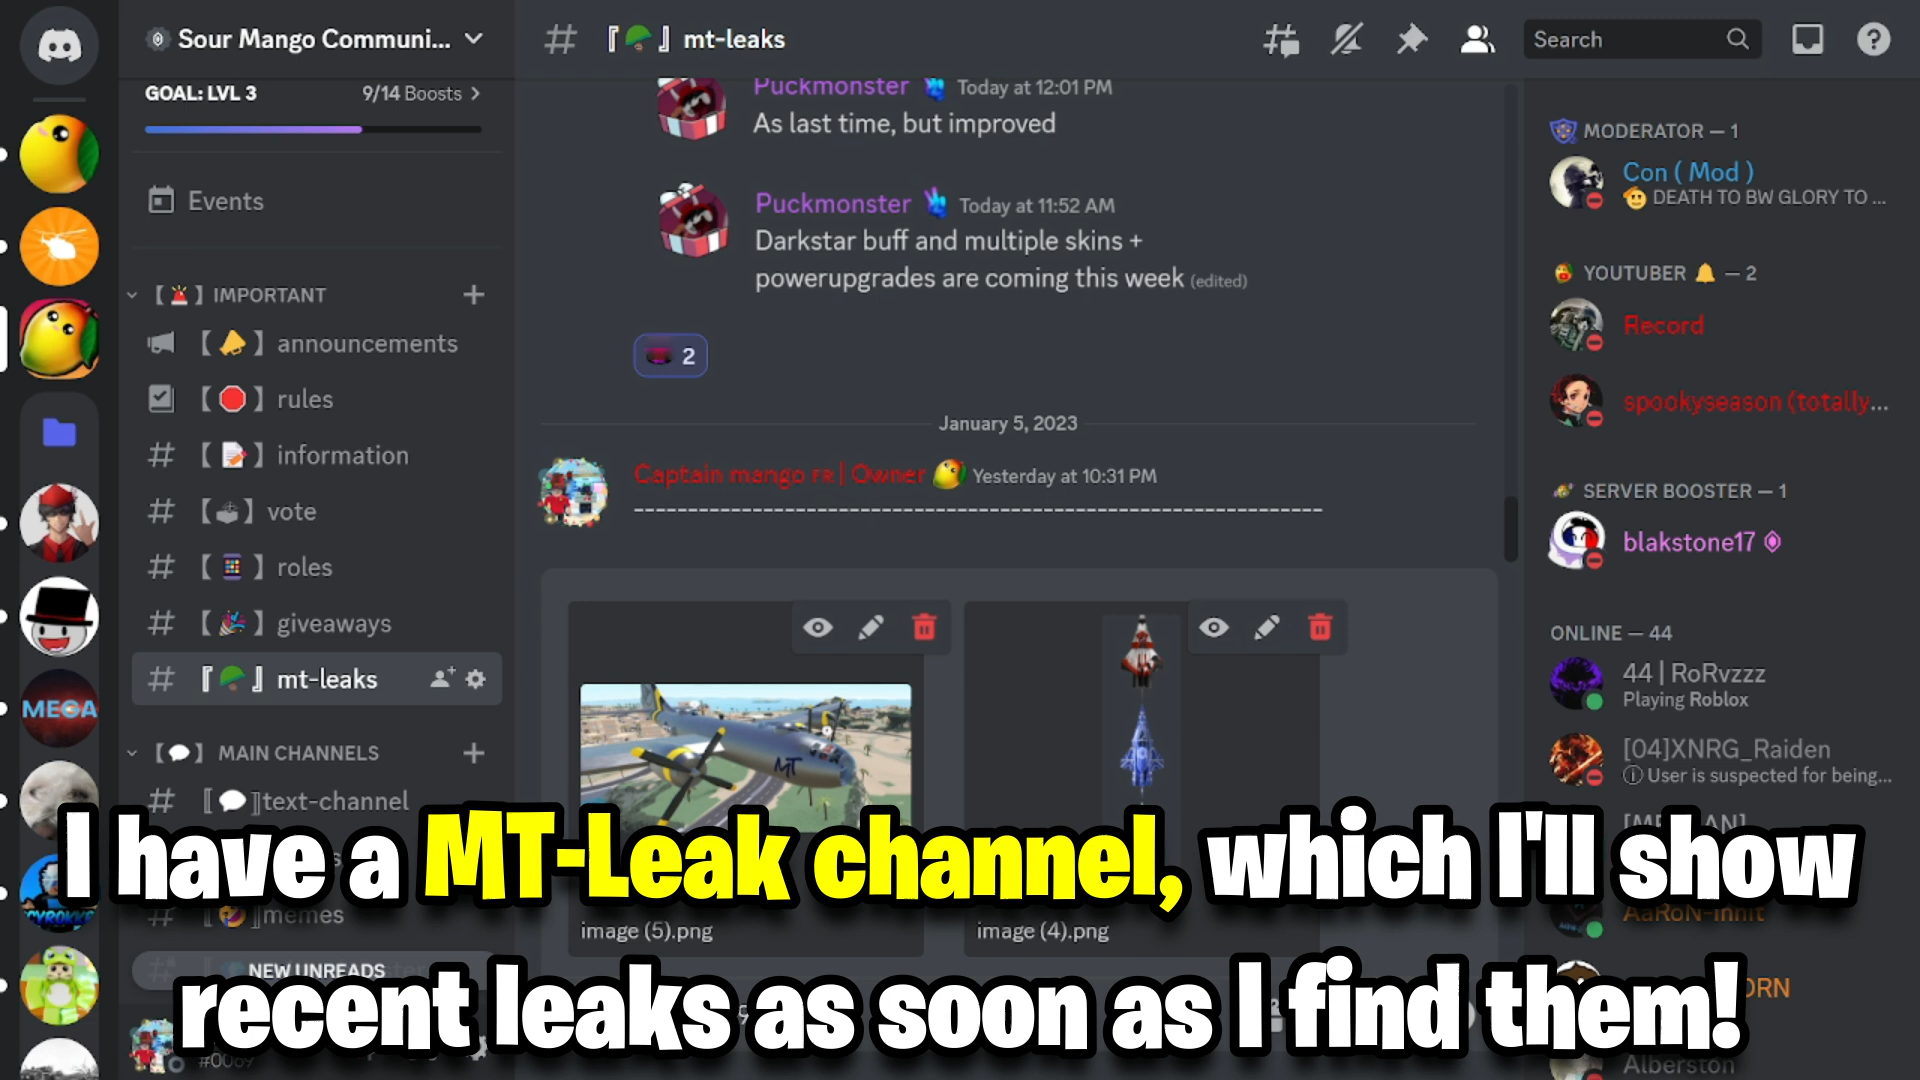 Sour Mango Communi...
GOAL: LVL 3
9/14 Boosts
Events
【 】 IMPORTANT
【 】 announcements
【 】 rules
【 】 information
【 】 vote
【 】 roles
【 】 giveaways
『 』 mt-leaks
【 】 MAIN CHANNELS
〚 〛text-channel
〛memes
NEW UNREADS
MEGA
CYROKKE
『 』 mt-leaks
Search
Puckmonster Today at 12:01 PM
As last time, but improved
Puckmonster Today at 11:52 AM
Darkstar buff and multiple skins +
powerupgrades are coming this week (edited)
2
January 5, 2023
Captain mango re | Owner Yesterday at 10:31 PM
----------------------------------------------------------------
MT
image (5).png
image (4).png
MODERATOR — 1
Con ( Mod )
DEATH TO BW GLORY TO ...
YOUTUBER — 2
Record
spookyseason (totally...
SERVER BOOSTER — 1
blakstone17
ONLINE — 44
44 | RoRvzzz
Playing Roblox
[04]XNRG_Raiden
User is suspected for being...
AaRoN-innit
Alberston
I have a MT-Leak channel, which I'll show
recent leaks as soon as I find them!